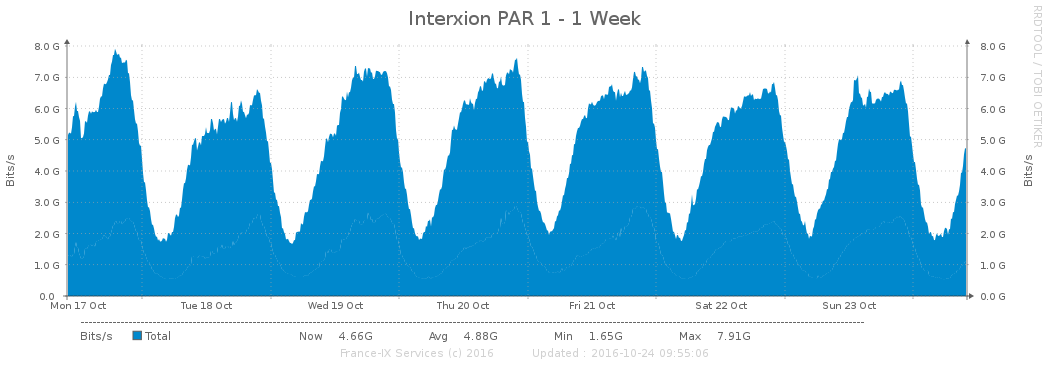 Interxion PAR 1 - 1 Week
RRDTOOL / TOBI OETIKER
8.0 G 8.0 G
7.0 G 7.0 G
6.0 G 6.0 G
5.0 G 5.0 G
4.0 G 4.0 G
3.0 G 3.0 G
2.0 G 2.0 G
1.0 G 1.0 G
0.0 0.0 G
Bits/s
Bits/s
Mon 17 Oct Tue 18 Oct Wed 19 Oct Thu 20 Oct Fri 21 Oct Sat 22 Oct Sun 23 Oct
Bits/s Total Now 4.66G Avg 4.88G Min 1.65G Max 7.91G
France-IX Services (c) 2016 Updated : 2016-10-24 09:55:06